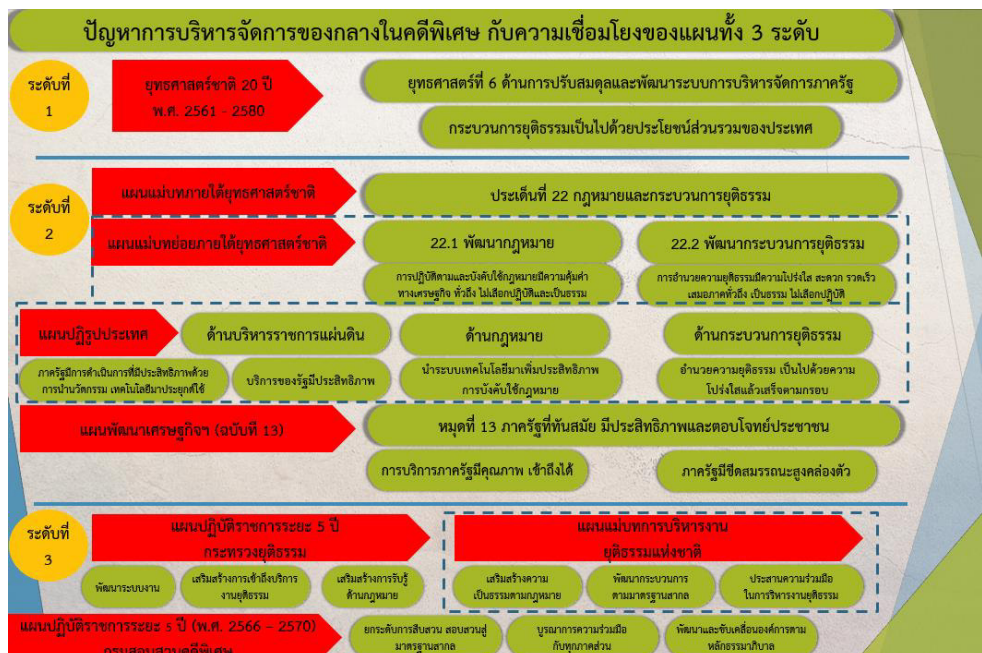 ปัญหาการบริหารจัดการของกลางในคดีพิเศษ กับความเชื่อมโยงของแผนทั้ง 3 ระดับ
ระดับที่
1
ยุทธศาสตร์ชาติ 20 ปี
พ.ศ. 2561 - 2580
ยุทธศาสตร์ที่ 6 ด้านการปรับสมดุลและพัฒนาระบบการบริหารจัดการภาครัฐ
กระบวนการยุติธรรมเป็นไปด้วยประโยชน์ส่วนรวมของประเทศ
ระดับที่
2
แผนแม่บทภายใต้ยุทธศาสตร์ชาติ
ประเด็นที่ 22 กฎหมายและกระบวนการยุติธรรม
แผนแม่บทย่อยภายใต้ยุทธศาสตร์ชาติ
22.1 พัฒนากฎหมาย
22.2 พัฒนากระบวนการยุติธรรม
การปฏิบัติตามและบังคับใช้กฎหมายมีความคุ้มค่า
ทางเศรษฐกิจ ทั่วถึง ไม่เลือกปฏิบัติและเป็นธรรม
การอำนวยความยุติธรรมมีความโปร่งใส สะดวก รวดเร็ว
เสมอภาคทั่วถึง เป็นธรรม ไม่เลือกปฏิบัติ
แผนปฏิรูปประเทศ
ด้านบริหารราชการแผ่นดิน
ด้านกฎหมาย
ด้านกระบวนการยุติธรรม
ภาครัฐมีการดำเนินการที่มีประสิทธิภาพด้วย
การนำนวัตกรรม เทคโนโลยีมาประยุกต์ใช้
บริการของรัฐมีประสิทธิภาพ
นำระบบเทคโนโลยีมาเพิ่มประสิทธิภาพ
การบังคับใช้กฎหมาย
อำนวยความยุติธรรม เป็นไปด้วยความ
โปร่งใสแล้วเสร็จตามกรอบ
แผนพัฒนาเศรษฐกิจฯ (ฉบับที่ 13)
หมุดที่ 13 ภาครัฐที่ทันสมัย มีประสิทธิภาพและตอบโจทย์ประชาชน
การบริการภาครัฐมีคุณภาพ เข้าถึงได้
ภาครัฐมีขีดสมรรถนะสูงคล่องตัว
ระดับที่
3
แผนปฏิบัติราชการระยะ 5 ปี
กระทรวงยุติธรรม
แผนแม่บทการบริหารงาน
ยุติธรรมแห่งชาติ
พัฒนาระบบงาน
เสริมสร้างการเข้าถึงบริการ
งานยุติธรรม
เสริมสร้างการรับรู้
ด้านกฎหมาย
เสริมสร้างความ
เป็นธรรมตามกฎหมาย
พัฒนากระบวนการ
ตามมาตรฐานสากล
ประสานความร่วมมือ
ในการริหารงานยุติธรรม
แผนปฏิบัติราชการระยะ 5 ปี (พ.ศ. 2566 – 2570)
กรมสอบสวนคดีพิเศษ
ยกระดับการสืบสวน สอบสวนสู่
มาตรฐานสากล
บูรณาการความร่วมมือ
กับทุกภาคส่วน
พัฒนาและขับเคลื่อนองค์การตาม
หลักธรรมาภิบาล